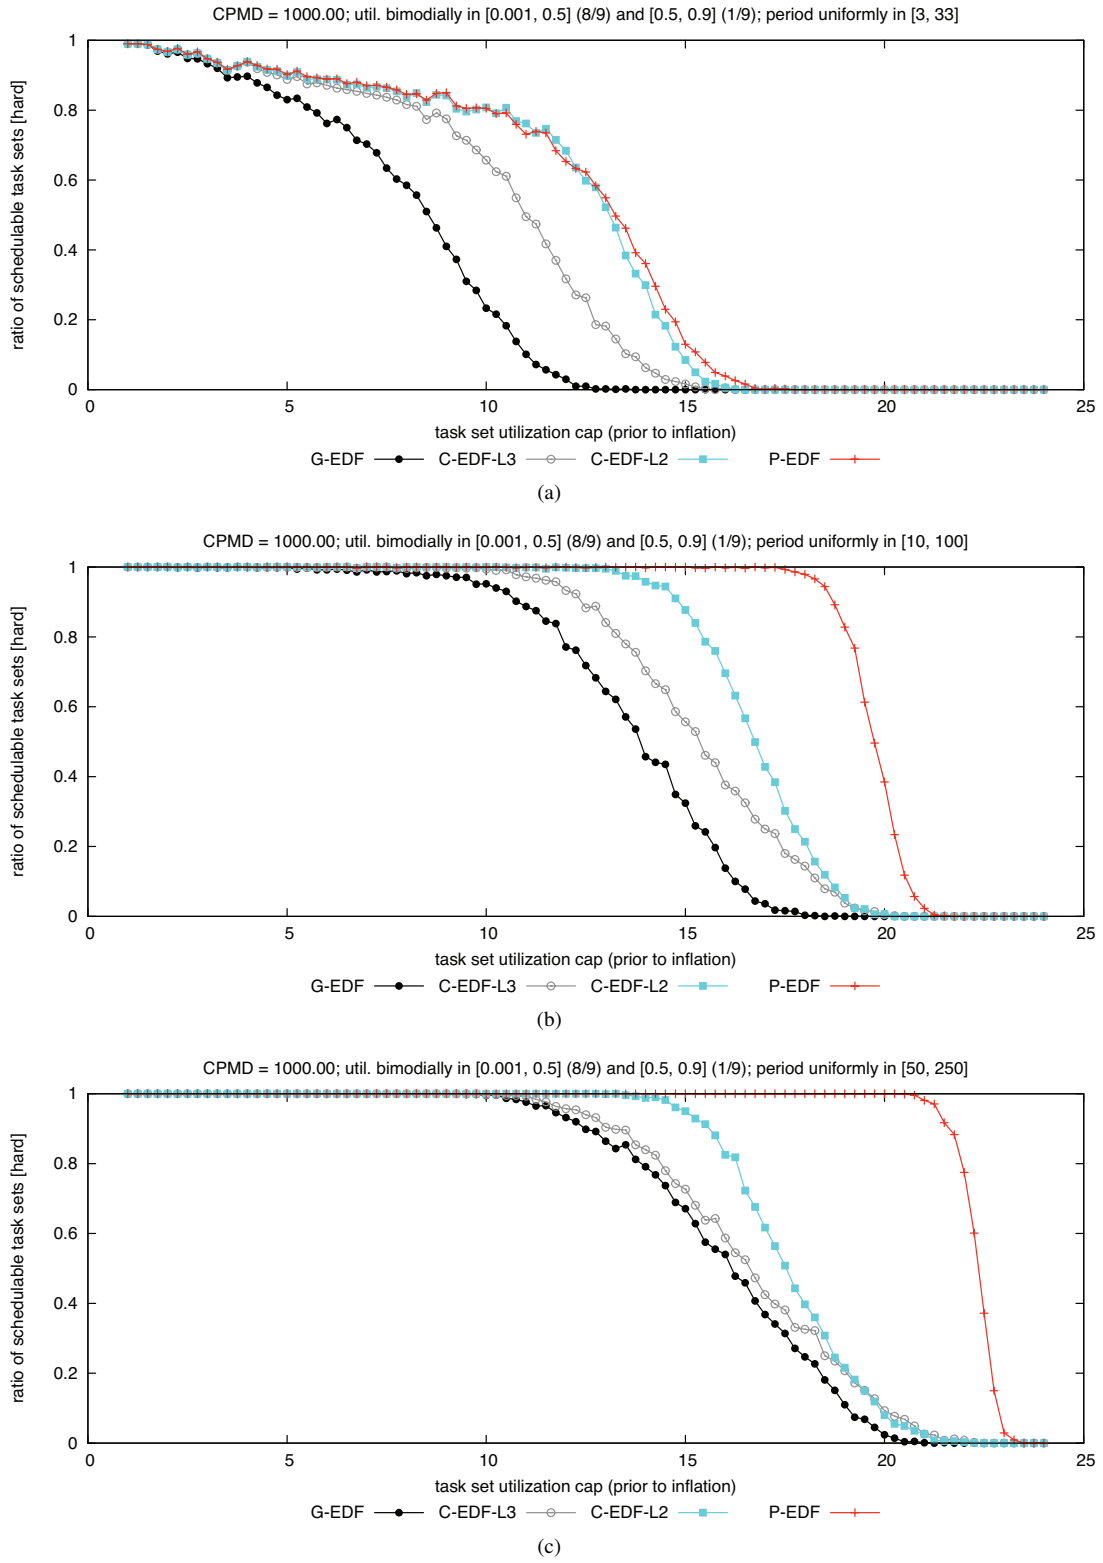 CPMD = 1000.00; util. bimodially in [0.001, 0.5] (8/9) and [0.5, 0.9] (1/9); period uniformly in [3, 33]
ratio of schedulable task sets [hard]
1
0.8
0.6
0.4
0.2
0
0 5 10 15 20 25
task set utilization cap (prior to inflation)
G-EDF C-EDF-L3 C-EDF-L2 P-EDF
(a)
CPMD = 1000.00; util. bimodially in [0.001, 0.5] (8/9) and [0.5, 0.9] (1/9); period uniformly in [10, 100]
ratio of schedulable task sets [hard]
1
0.8
0.6
0.4
0.2
0
0 5 10 15 20 25
task set utilization cap (prior to inflation)
G-EDF C-EDF-L3 C-EDF-L2 P-EDF
(b)
CPMD = 1000.00; util. bimodially in [0.001, 0.5] (8/9) and [0.5, 0.9] (1/9); period uniformly in [50, 250]
ratio of schedulable task sets [hard]
1
0.8
0.6
0.4
0.2
0
0 5 10 15 20 25
task set utilization cap (prior to inflation)
G-EDF C-EDF-L3 C-EDF-L2 P-EDF
(c)